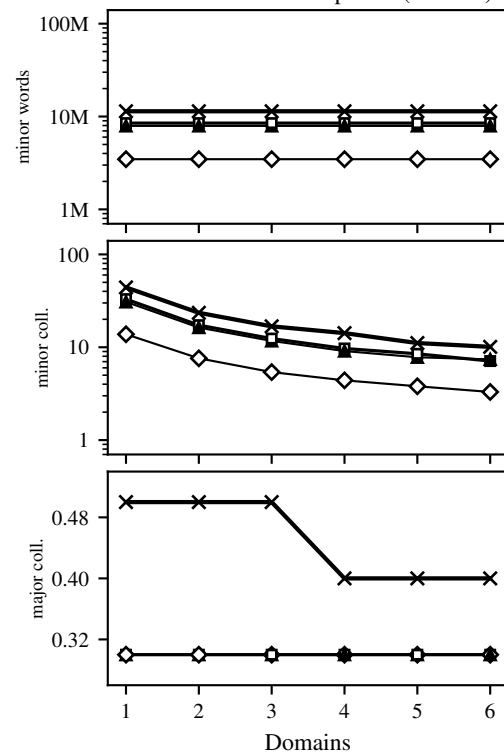 100M
10M
1M
minor words
100
10
1
minor coll.
0.48
0.40
0.32
major coll.
1 2 3 4 5 6
Domains